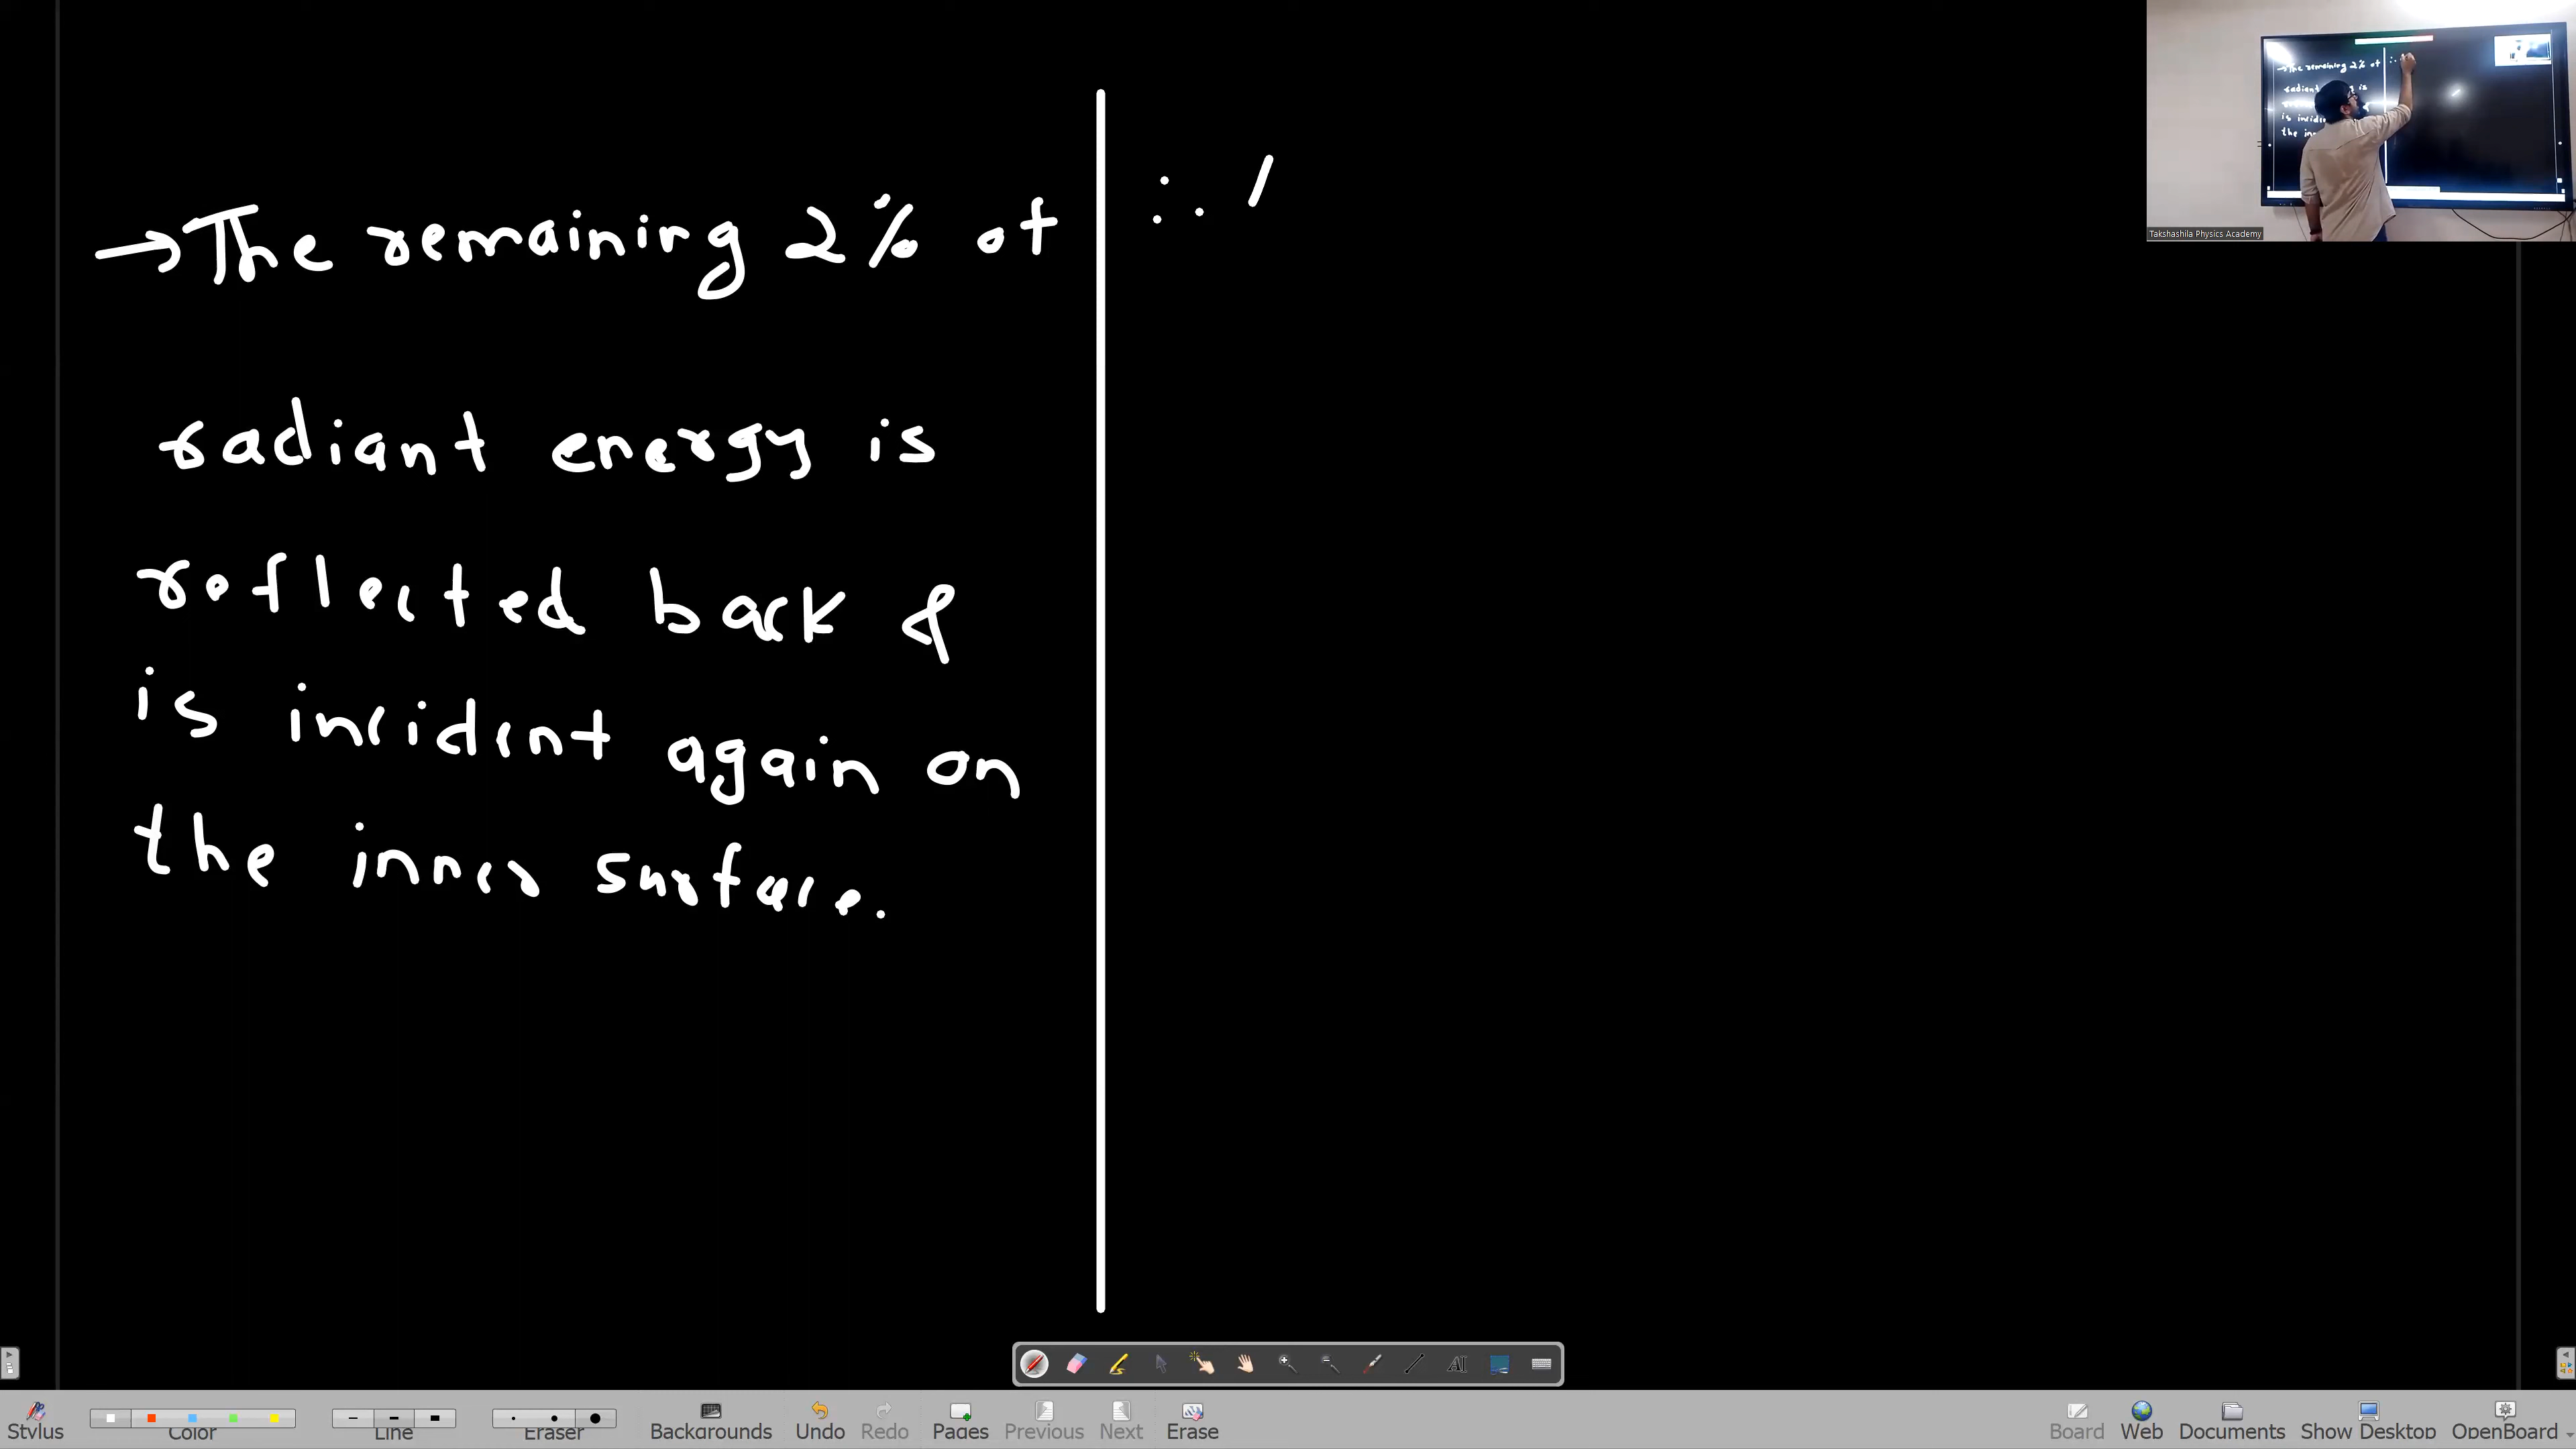 → The remaining 2% of
radiant energy is
reflected back &
is incident again on
the inner surface.
∴
Takshashila Physics Academy
Stylus
Color
Line
Eraser
Backgrounds
Undo
Redo
Pages
Previous
Next
Erase
Board
Web
Documents
Show Desktop
OpenBoard